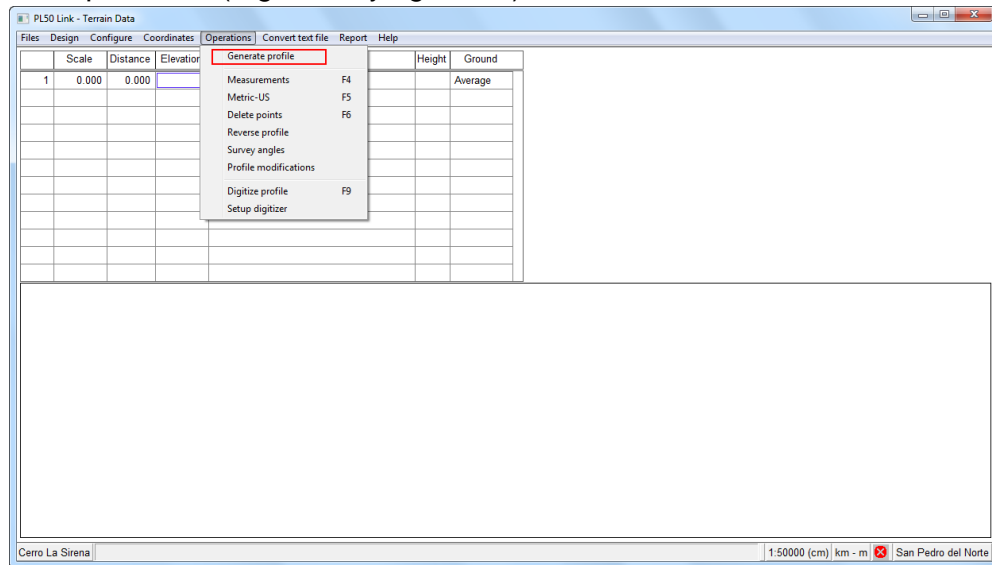 PL50 Link - Terrain Data
Files Design Configure Coordinates Operations Convert text file Report Help
Scale Distance Elevation Height Ground
1 0.000 0.000 Average
Generate profile
Measurements F4
Metric-US F5
Delete points F6
Reverse profile
Survey angles
Profile modifications
Digitize profile F9
Setup digitizer
Cerro La Sirena 1:50000 (cm) km - m San Pedro del Norte